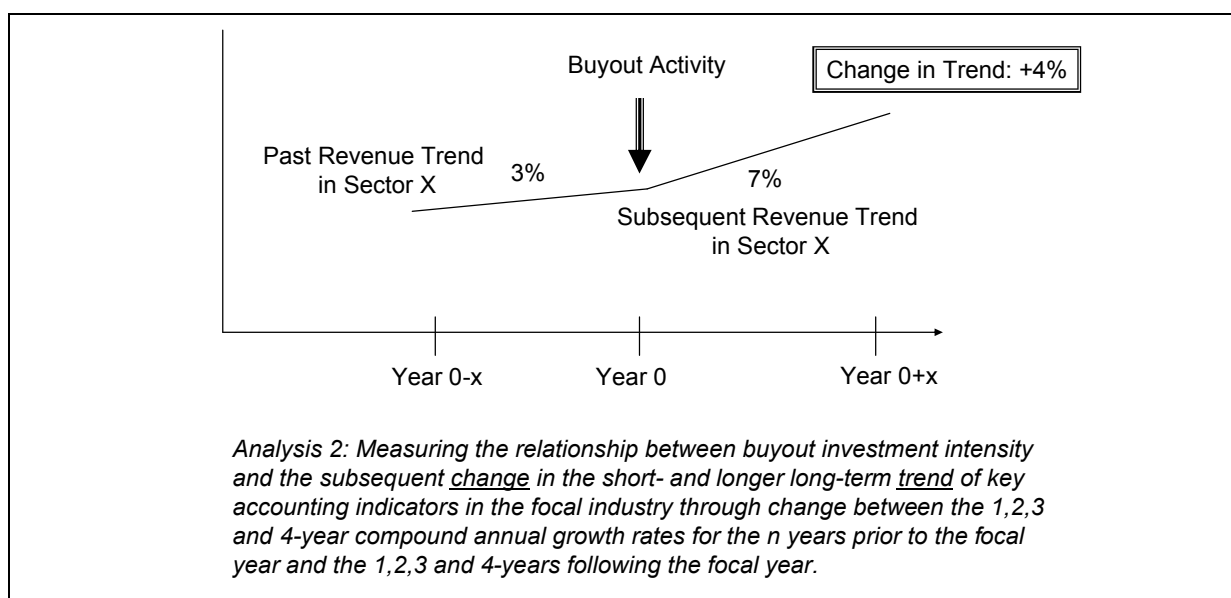 Buyout Activity
Change in Trend: +4%
Past Revenue Trend
in Sector X
3%
7%
Subsequent Revenue Trend
in Sector X
Year 0-x
Year 0
Year 0+x
Analysis 2: Measuring the relationship between buyout investment intensity
and the subsequent change in the short- and longer long-term trend of key
accounting indicators in the focal industry through change between the 1,2,3
and 4-year compound annual growth rates for the n years prior to the focal
year and the 1,2,3 and 4-years following the focal year.